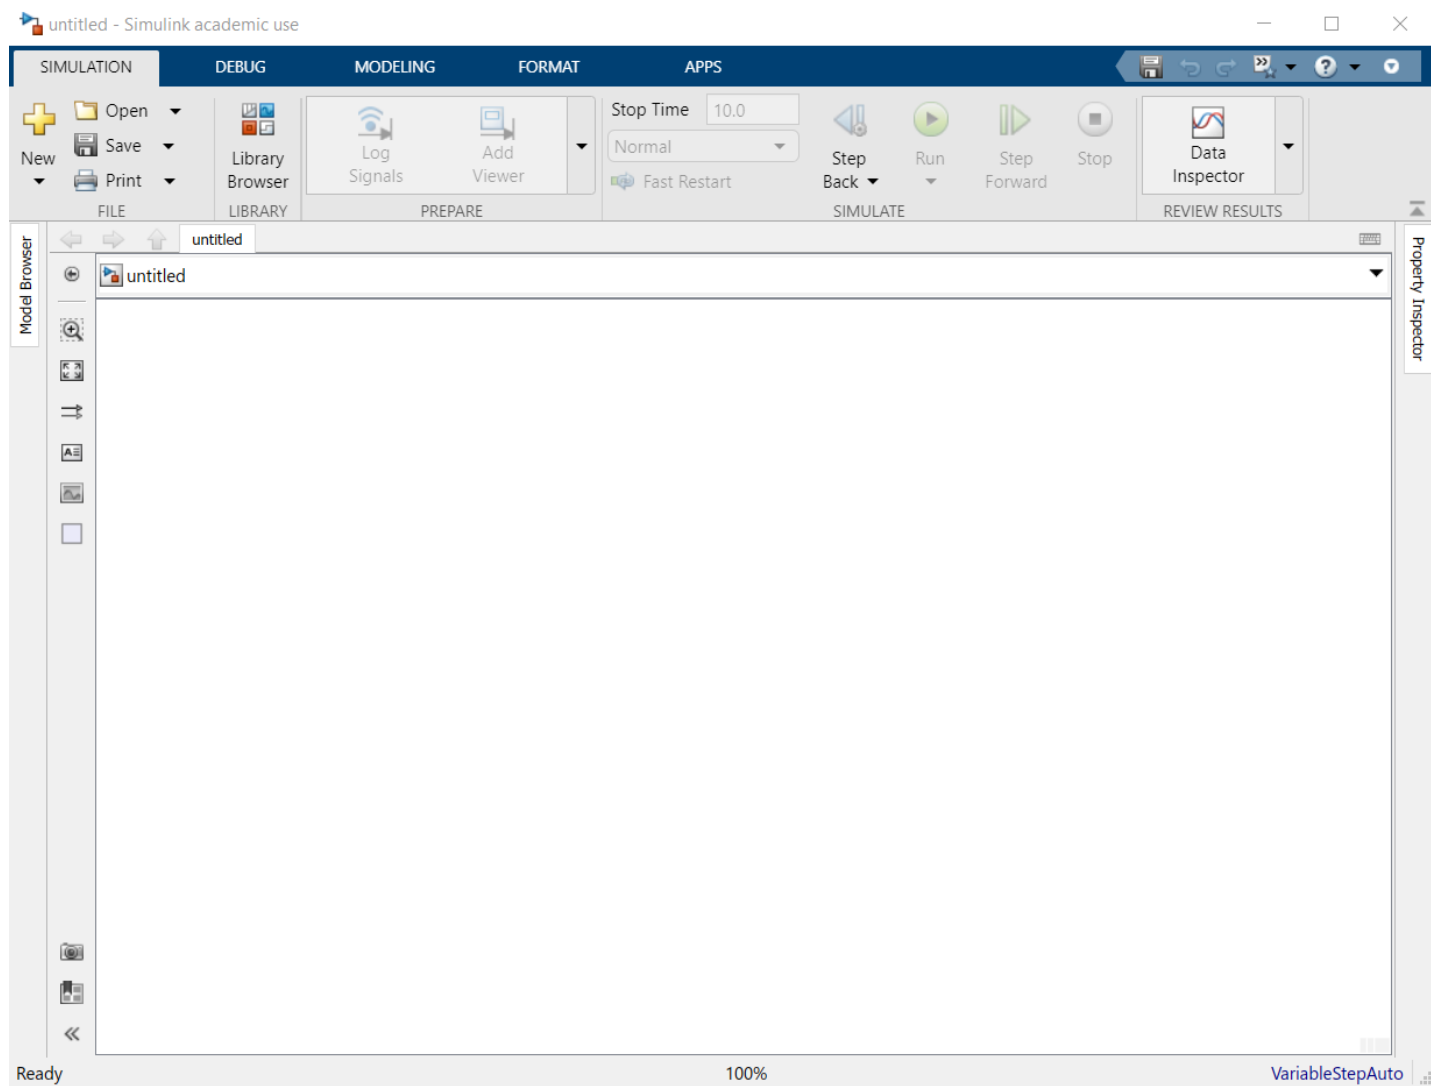 untitled - Simulink academic use
SIMULATION DEBUG MODELING FORMAT APPS
New
Open
Save
Print
FILE
Library
Browser
LIBRARY
Log
Signals
Add
Viewer
PREPARE
Stop Time 10.0
Normal
Fast Restart
Step
Back
Run
Step
Forward
Stop
SIMULATE
Data
Inspector
REVIEW RESULTS
Model Browser
untitled
untitled
Property Inspector
Ready 100% VariableStepAuto